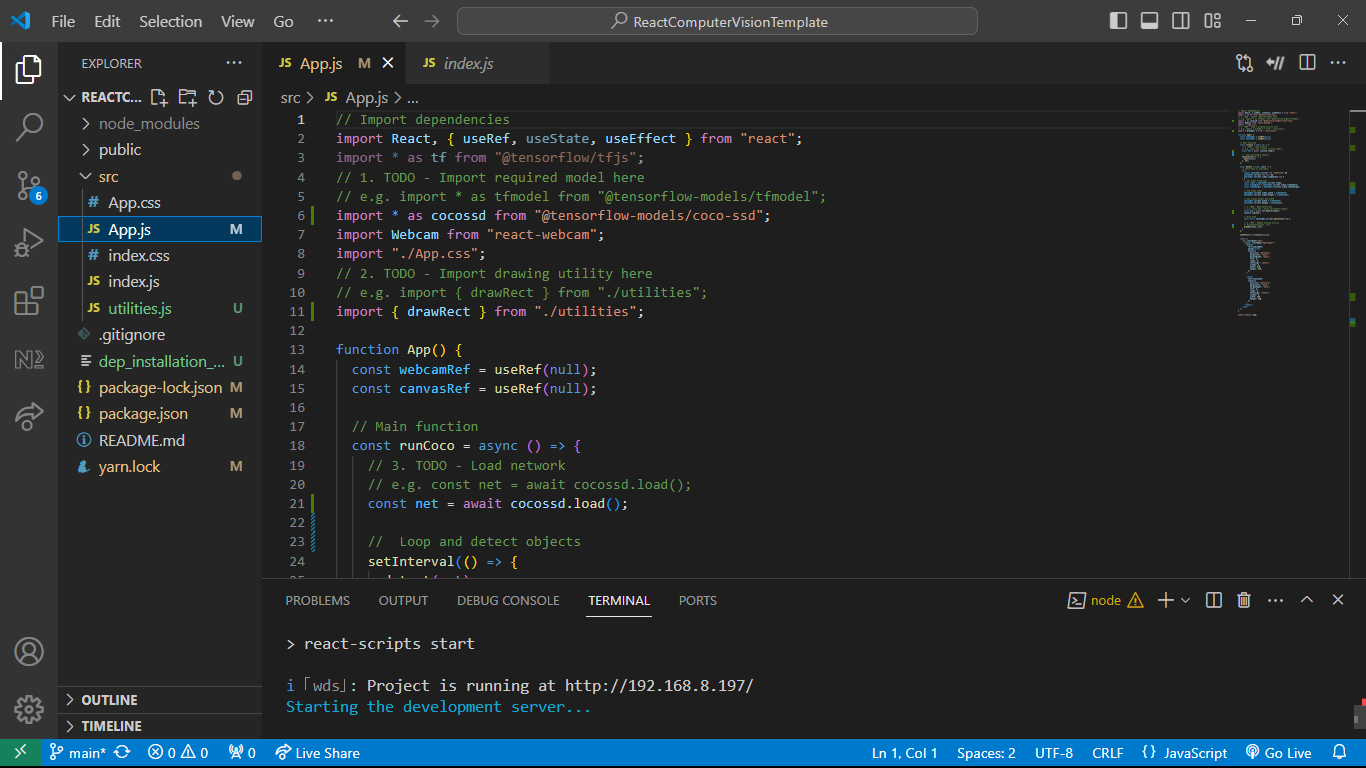 File Edit Selection View Go ···
ReactComputerVisionTemplate
EXPLORER
REACTC...
node_modules
public
src
# App.css
JS App.js M
# index.css
JS index.js
JS utilities.js U
.gitignore
dep_installation_... U
{} package-lock.json M
{} package.json M
README.md
yarn.lock M
OUTLINE
TIMELINE
6
JS App.js M
JS index.js
src > JS App.js > ...
1 // Import dependencies
2 import React, { useRef, useState, useEffect } from "react";
3 import * as tf from "@tensorflow/tfjs";
4 // 1. TODO - Import required model here
5 // e.g. import * as tfmodel from "@tensorflow-models/tfmodel";
6 import * as cocossd from "@tensorflow-models/coco-ssd";
7 import Webcam from "react-webcam";
8 import "./App.css";
9 // 2. TODO - Import drawing utility here
10 // e.g. import { drawRect } from "./utilities";
11 import { drawRect } from "./utilities";
12
13 function App() {
14 const webcamRef = useRef(null);
15 const canvasRef = useRef(null);
16
17 // Main function
18 const runCoco = async () => {
19 // 3. TODO - Load network
20 // e.g. const net = await cocossd.load();
21 const net = await cocossd.load();
22
23 //  Loop and detect objects
24 setInterval(() => {
PROBLEMS OUTPUT DEBUG CONSOLE TERMINAL PORTS
node
> react-scripts start
i「wds」: Project is running at http://192.168.8.197/
Starting the development server...
main* 0 0 0 Live Share
Ln 1, Col 1 Spaces: 2 UTF-8 CRLF {} JavaScript Go Live